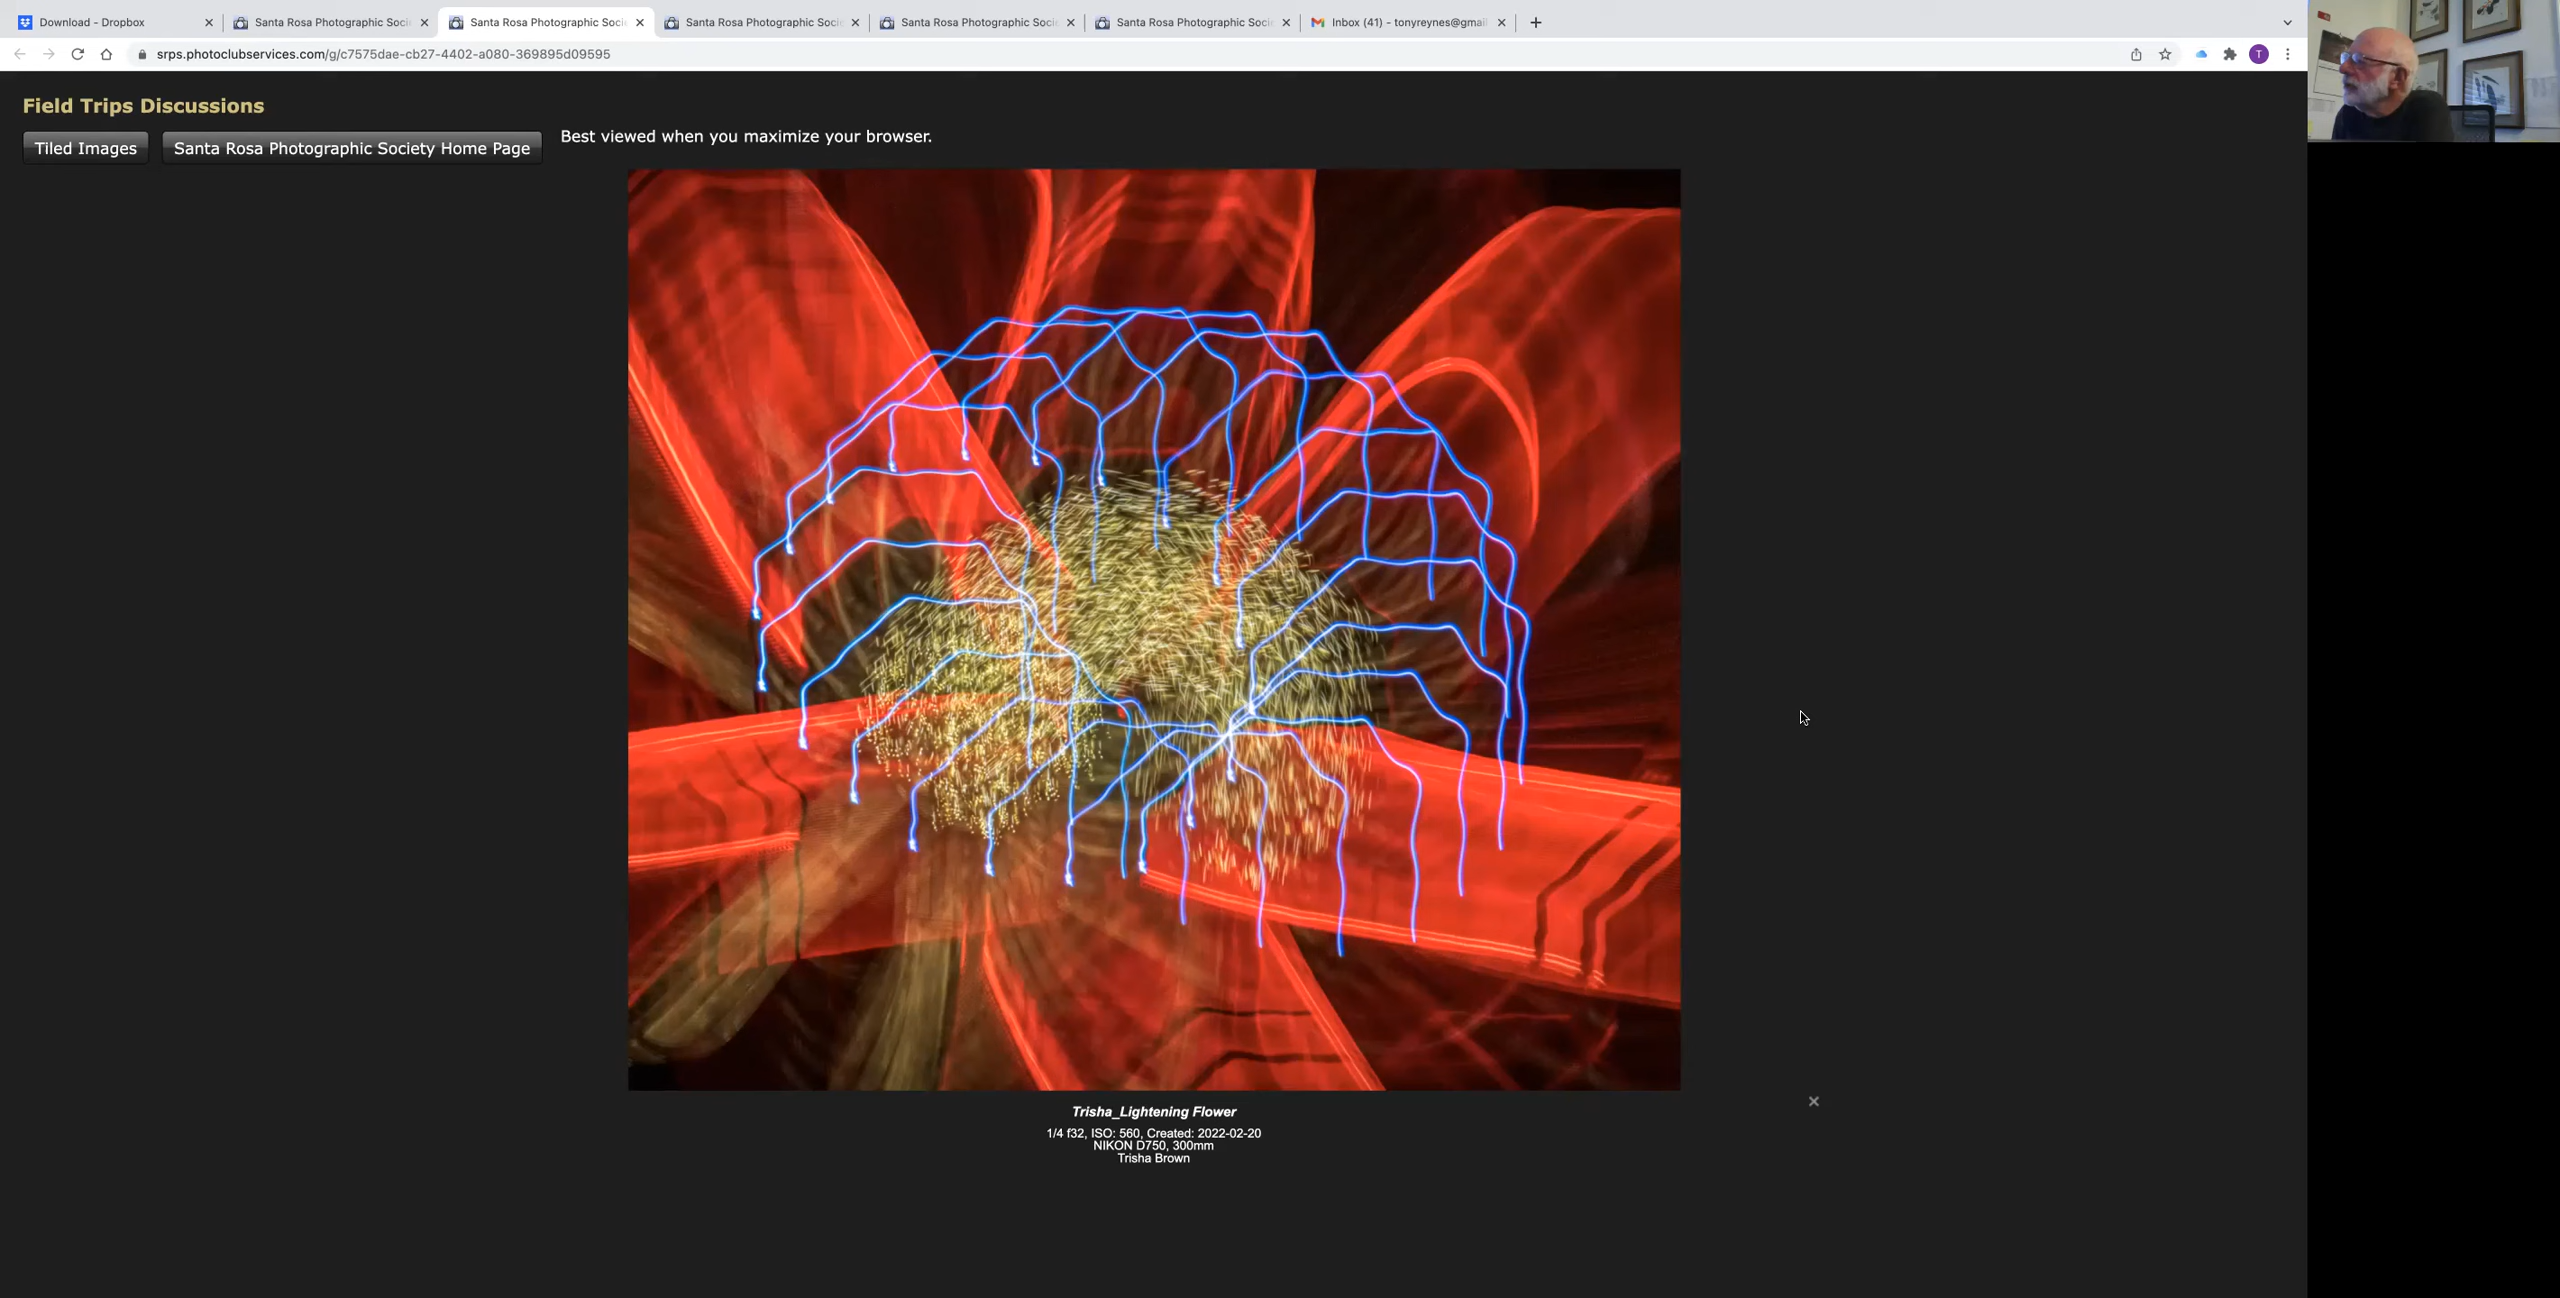 Download - Dropbox
Santa Rosa Photographic Soci
Santa Rosa Photographic Soci
Santa Rosa Photographic Soci
Santa Rosa Photographic Soci
Santa Rosa Photographic Soci
Inbox (41) - tonyreynes@gmai
srps.photoclubservices.com/g/c7575dae-cb27-4402-a080-369895d09595
T
Field Trips Discussions
Tiled Images
Santa Rosa Photographic Society Home Page
Best viewed when you maximize your browser.
Trisha_Lightening Flower
1/4 f32, ISO: 560, Created: 2022-02-20
NIKON D750, 300mm
Trisha Brown